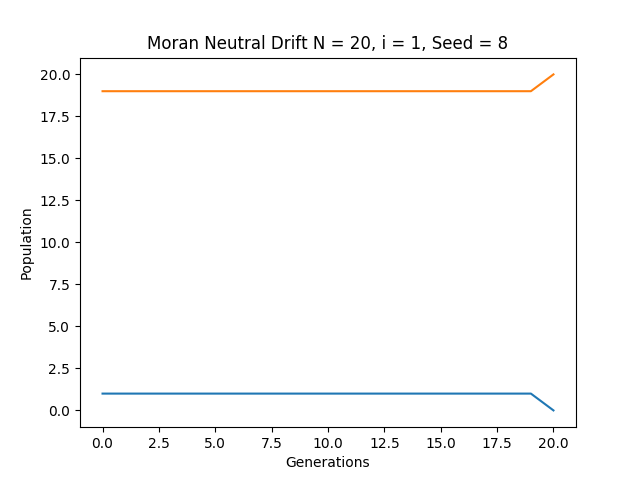 Moran Neutral Drift N = 20, i = 1, Seed = 8
20.0
17.5
15.0
12.5
10.0
7.5
5.0
2.5
0.0
Population
0.0 2.5 5.0 7.5 10.0 12.5 15.0 17.5 20.0
Generations